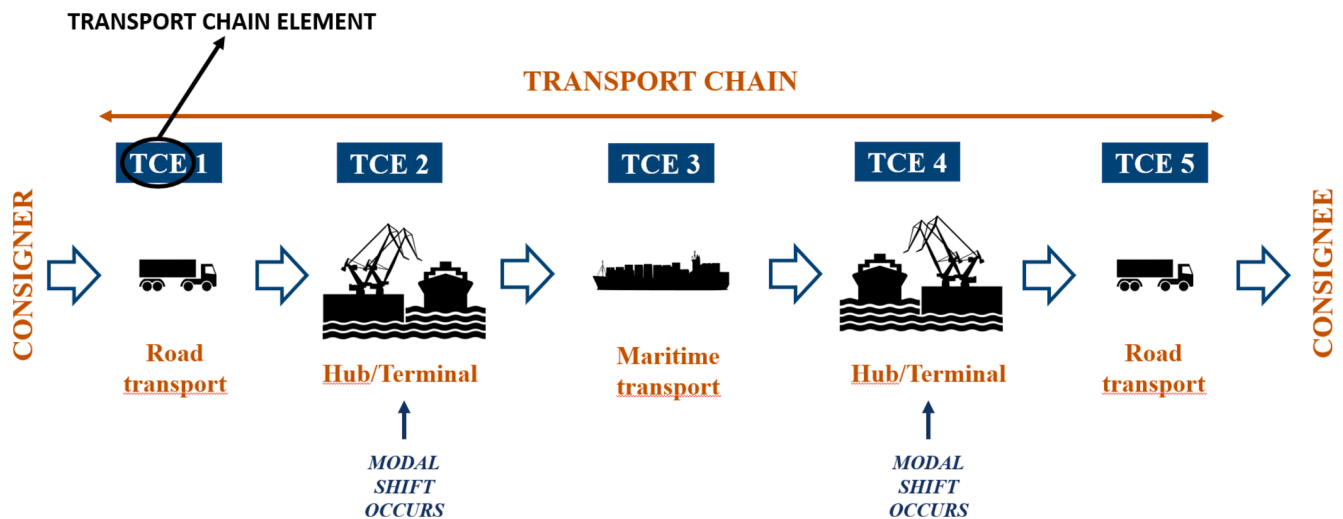 TRANSPORT CHAIN ELEMENT
TRANSPORT CHAIN
TCE 1
TCE 2
TCE 3
TCE 4
TCE 5
CONSIGNER
CONSIGNEE
Road
transport
Hub/Terminal
Maritime
transport
Hub/Terminal
Road
transport
MODAL
SHIFT
OCCURS
MODAL
SHIFT
OCCURS